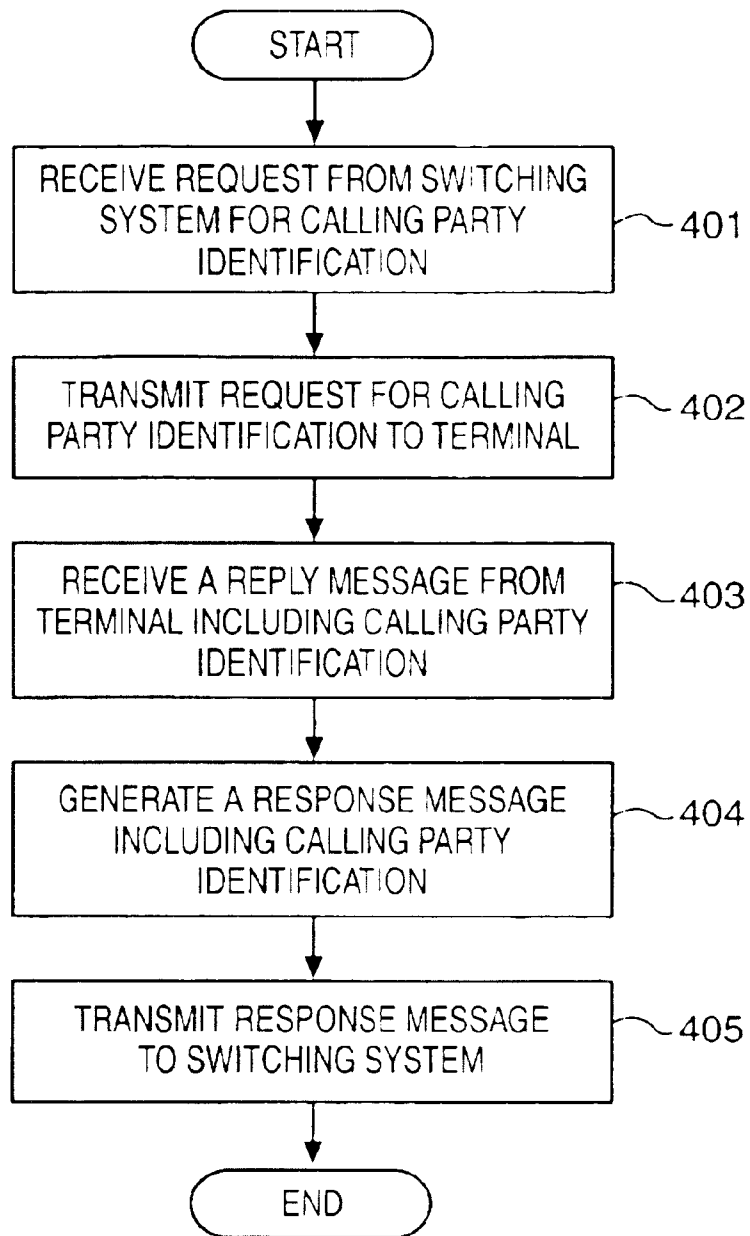 START
RECEIVE REQUEST FROM SWITCHING
SYSTEM FOR CALLING PARTY
IDENTIFICATION
401
TRANSMIT REQUEST FOR CALLING
PARTY IDENTIFICATION TO TERMINAL
402
RECEIVE A REPLY MESSAGE FROM
TERMINAL INCLUDING CALLING PARTY
IDENTIFICATION
403
GENERATE A RESPONSE MESSAGE
INCLUDING CALLING PARTY
IDENTIFICATION
404
TRANSMIT RESPONSE MESSAGE
TO SWITCHING SYSTEM
405
END